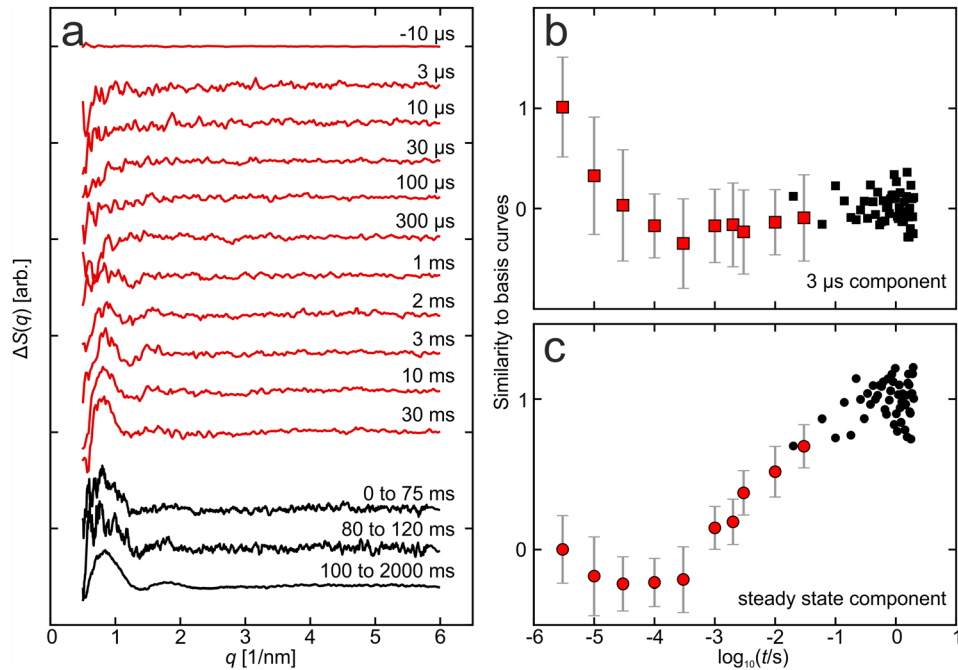 a
-10 µs
3 µs
10 µs
30 µs
100 µs
300 µs
1 ms
2 ms
3 ms
10 ms
30 ms
0 to 75 ms
80 to 120 ms
100 to 2000 ms
ΔS(q) [arb.]
0 1 2 3 4 5 6
q [1/nm]
Similarity to basis curves
b
1
0
3 µs component
c
1
0
steady state component
-6 -5 -4 -3 -2 -1 0 1
log₁₀(t/s)